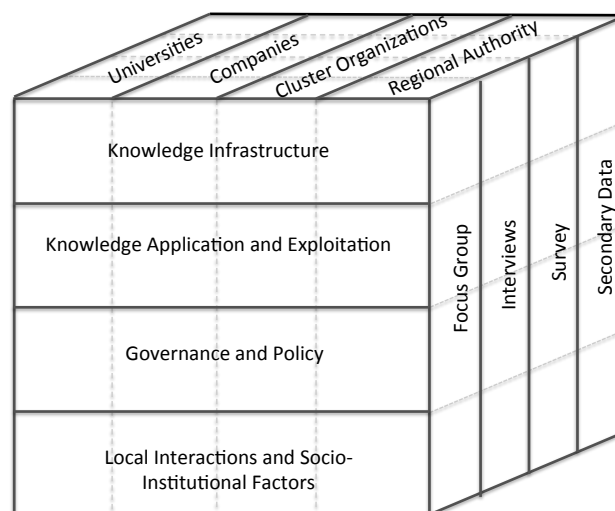 Universities
Companies
Cluster Organizations
Regional Authority
Knowledge Infrastructure
Knowledge Application and Exploitation
Governance and Policy
Local Interactions and Socio-
Institutional Factors
Focus Group
Interviews
Survey
Secondary Data